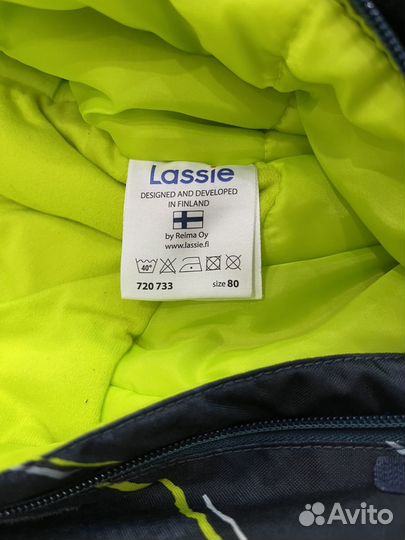 Lassie
DESIGNED AND DEVELOPED
IN FINLAND
by Reima Oy
www.lassie.fi
40°
720 733 size 80
Avito